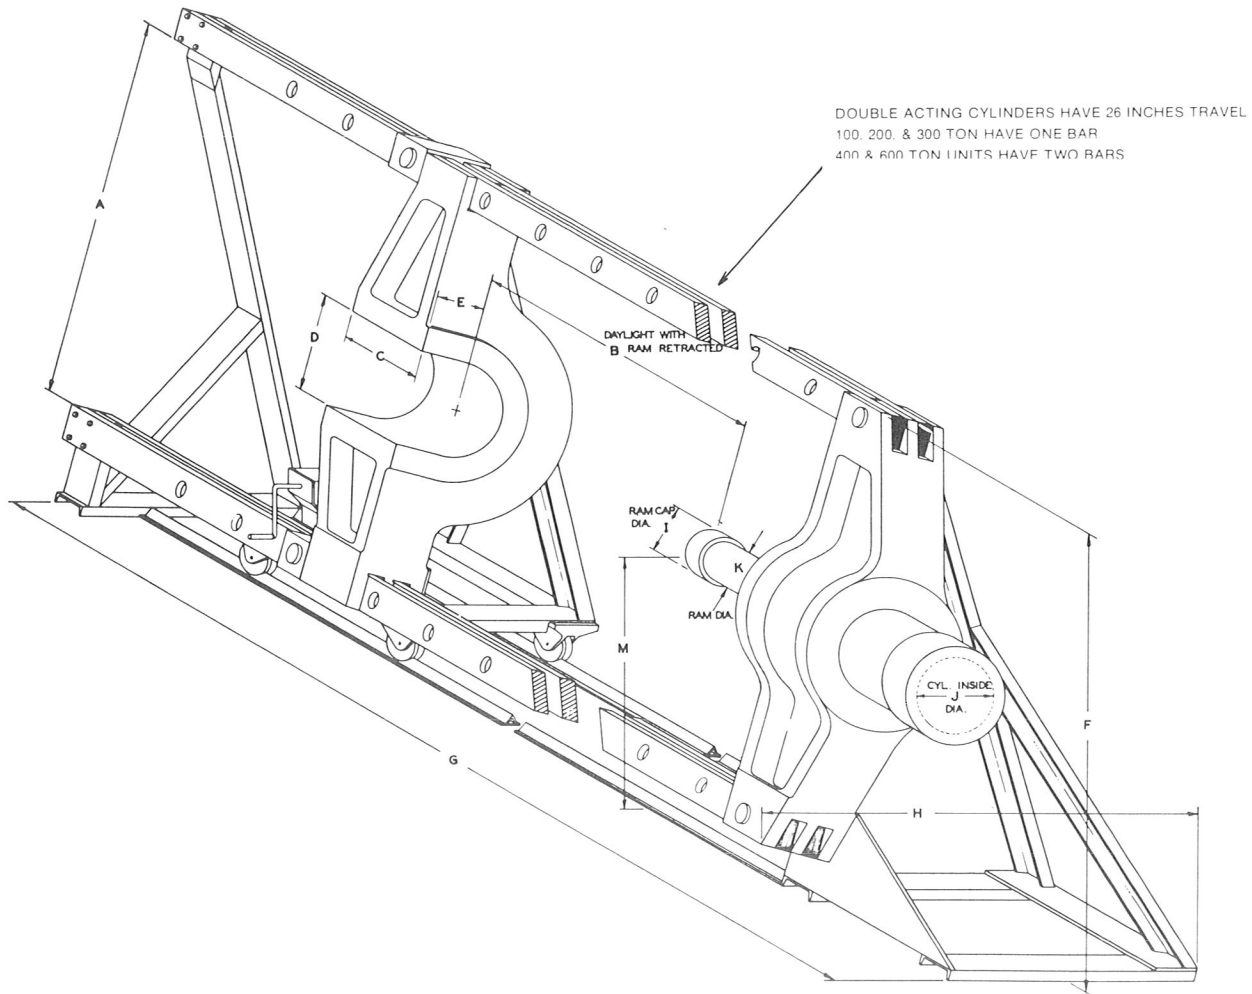 DOUBLE ACTING CYLINDERS HAVE 26 INCHES TRAVEL
100, 200, & 300 TON HAVE ONE BAR
400 & 600 TON UNITS HAVE TWO BARS
A
E
D
C
DAYLIGHT WITH
B RAM RETRACTED
RAM CAP
DIA. I
K
RAM DIA.
M
CYL. INSIDE
J
DIA.
F
G
H